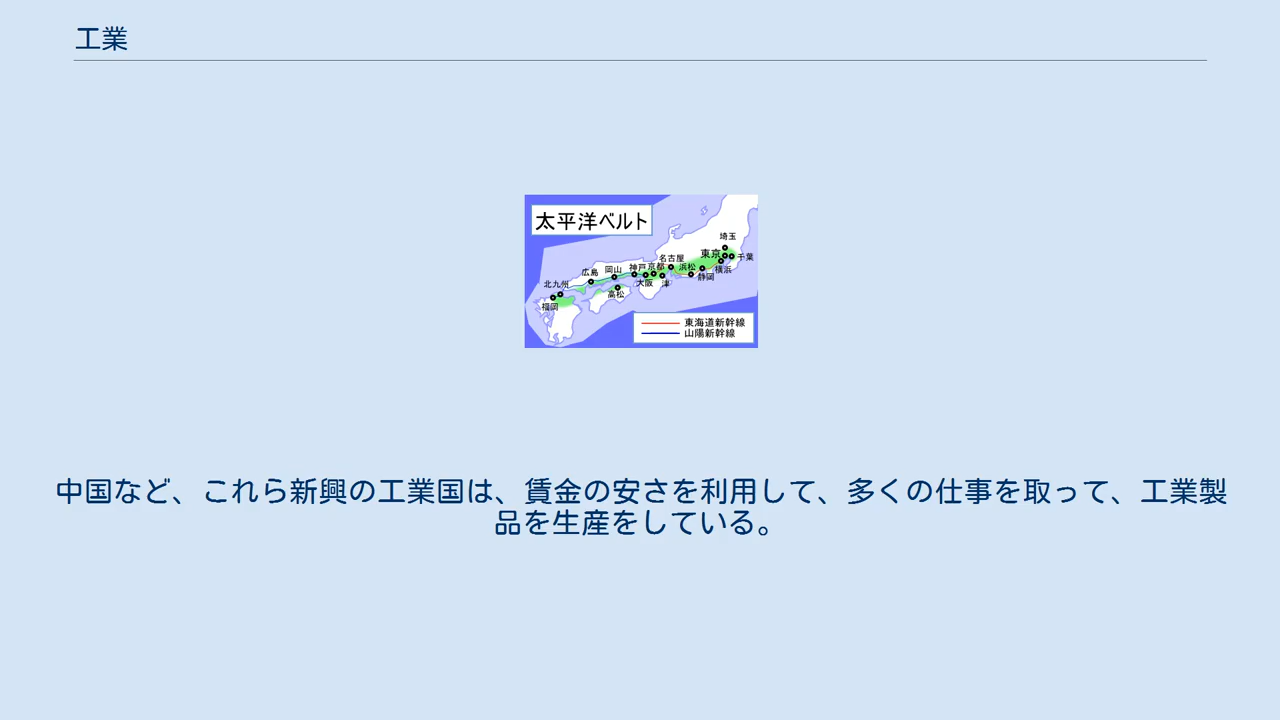 工業
太平洋ベルト
埼玉
東京
千葉
名古屋
横浜
広島
岡山
神戸
京都
浜松
静岡
北九州
大阪
津
高松
福岡
東海道新幹線
山陽新幹線
中国など、これら新興の工業国は、賃金の安さを利用して、多くの仕事を取って、工業製
品を生産をしている。